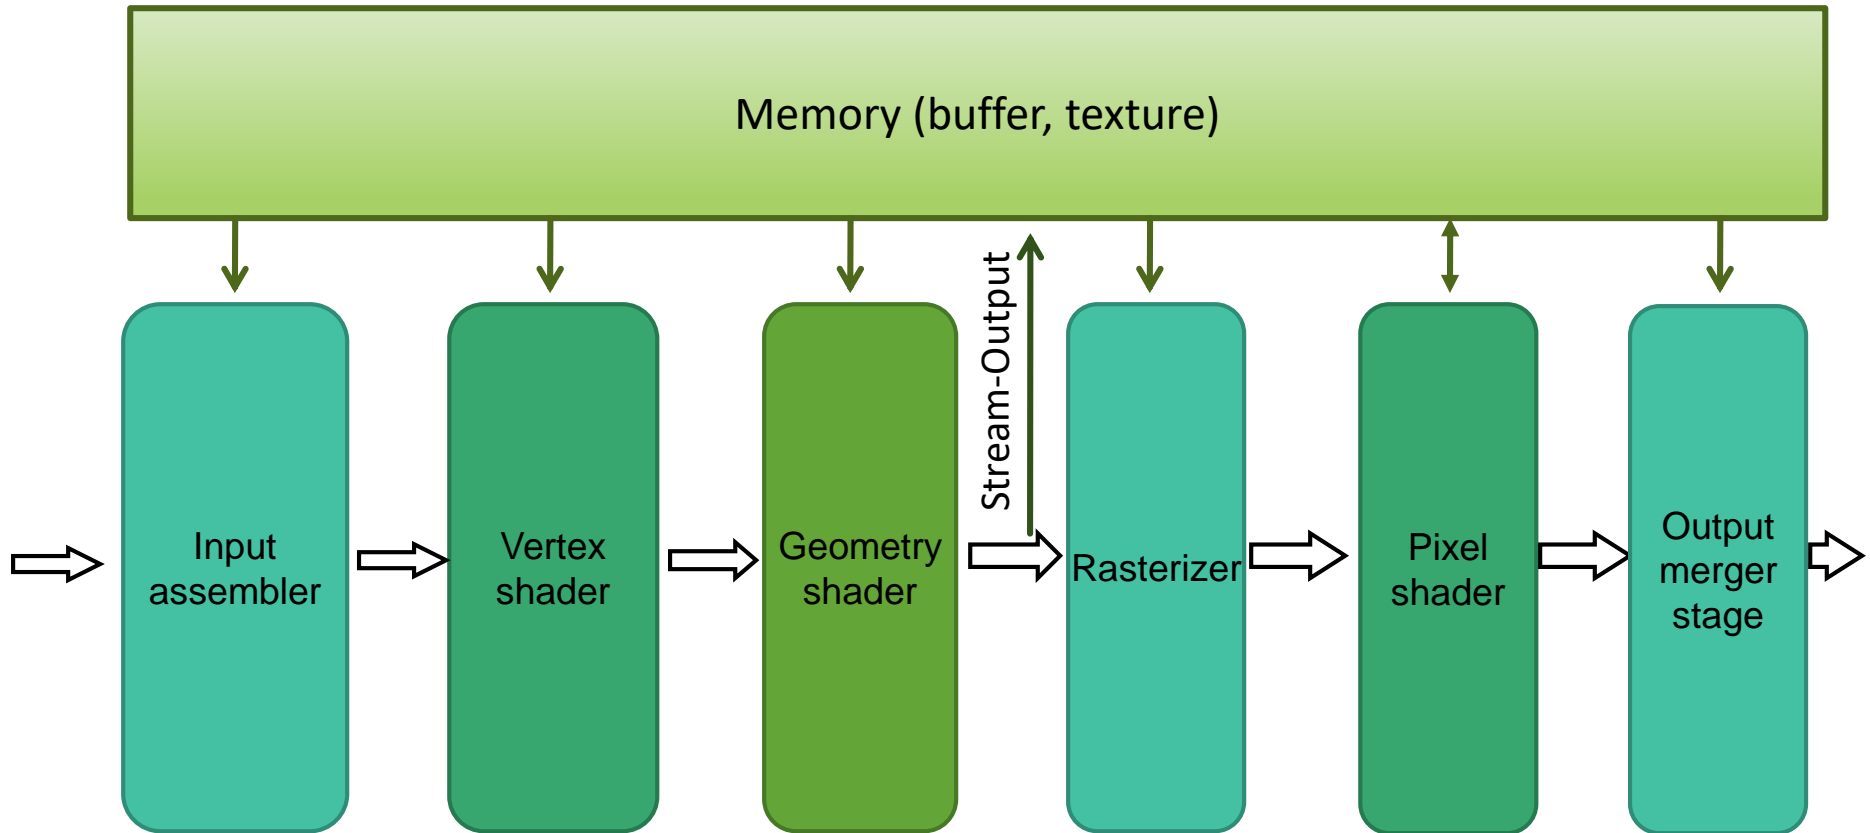 Memory (buffer, texture)
Stream-Output
Input
assembler
Vertex
shader
Geometry
shader
Rasterizer
Pixel
shader
Output
merger
stage